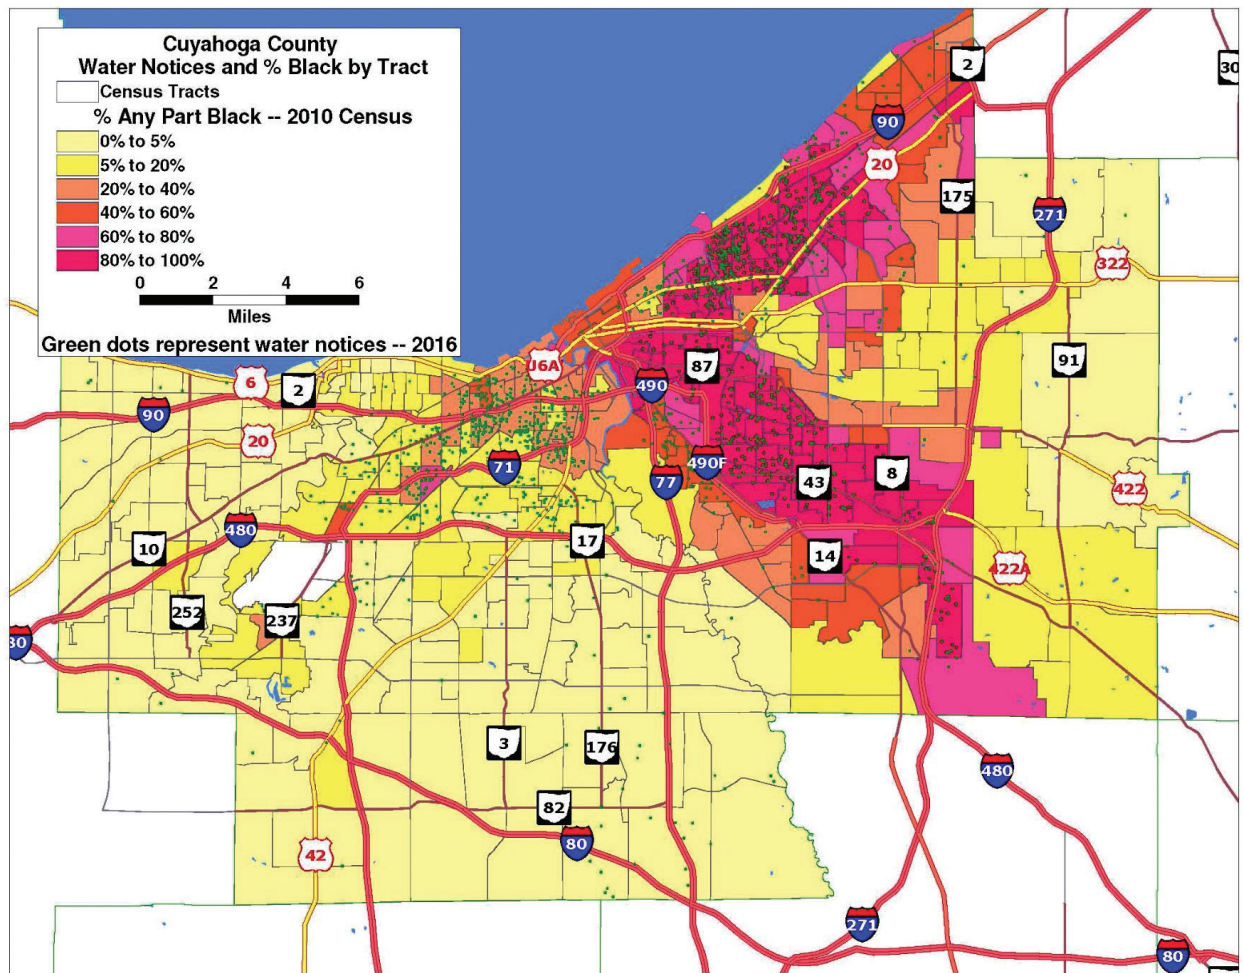 Cuyahoga County
Water Notices and % Black by Tract
Census Tracts
% Any Part Black -- 2010 Census
0% to 5%
5% to 20%
20% to 40%
40% to 60%
60% to 80%
80% to 100%
0 2 4 6
Miles
Green dots represent water notices -- 2016
2
30
90
20
175
271
322
6
2
U6A
87
91
490
90
20
71
490F
77
43
8
422
480
10
17
14
422A
252
237
80
3
176
480
82
80
42
271
80